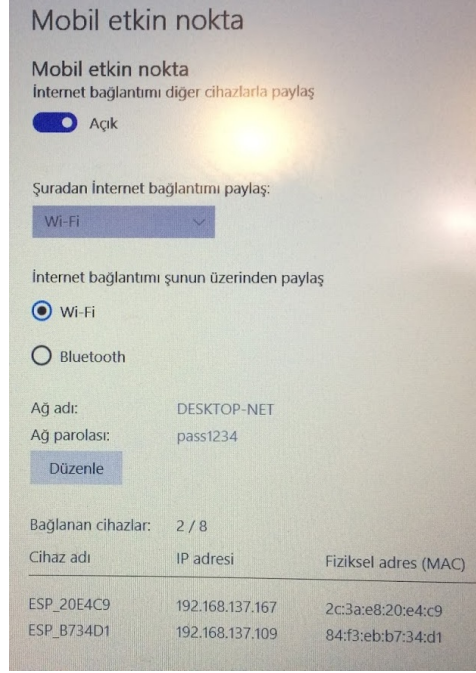 Mobil etkin nokta
Mobil etkin nokta
İnternet bağlantımı diğer cihazlarla paylaş
Açık
Şuradan İnternet bağlantımı paylaş:
Wi-Fi
İnternet bağlantımı şunun üzerinden paylaş
Wi-Fi
Bluetooth
Ağ adı: DESKTOP-NET
Ağ parolası: pass1234
Düzenle
Bağlanan cihazlar: 2 / 8
Cihaz adı IP adresi Fiziksel adres (MAC)
ESP_20E4C9 192.168.137.167 2c:3a:e8:20:e4:c9
ESP_B734D1 192.168.137.109 84:f3:eb:b7:34:d1